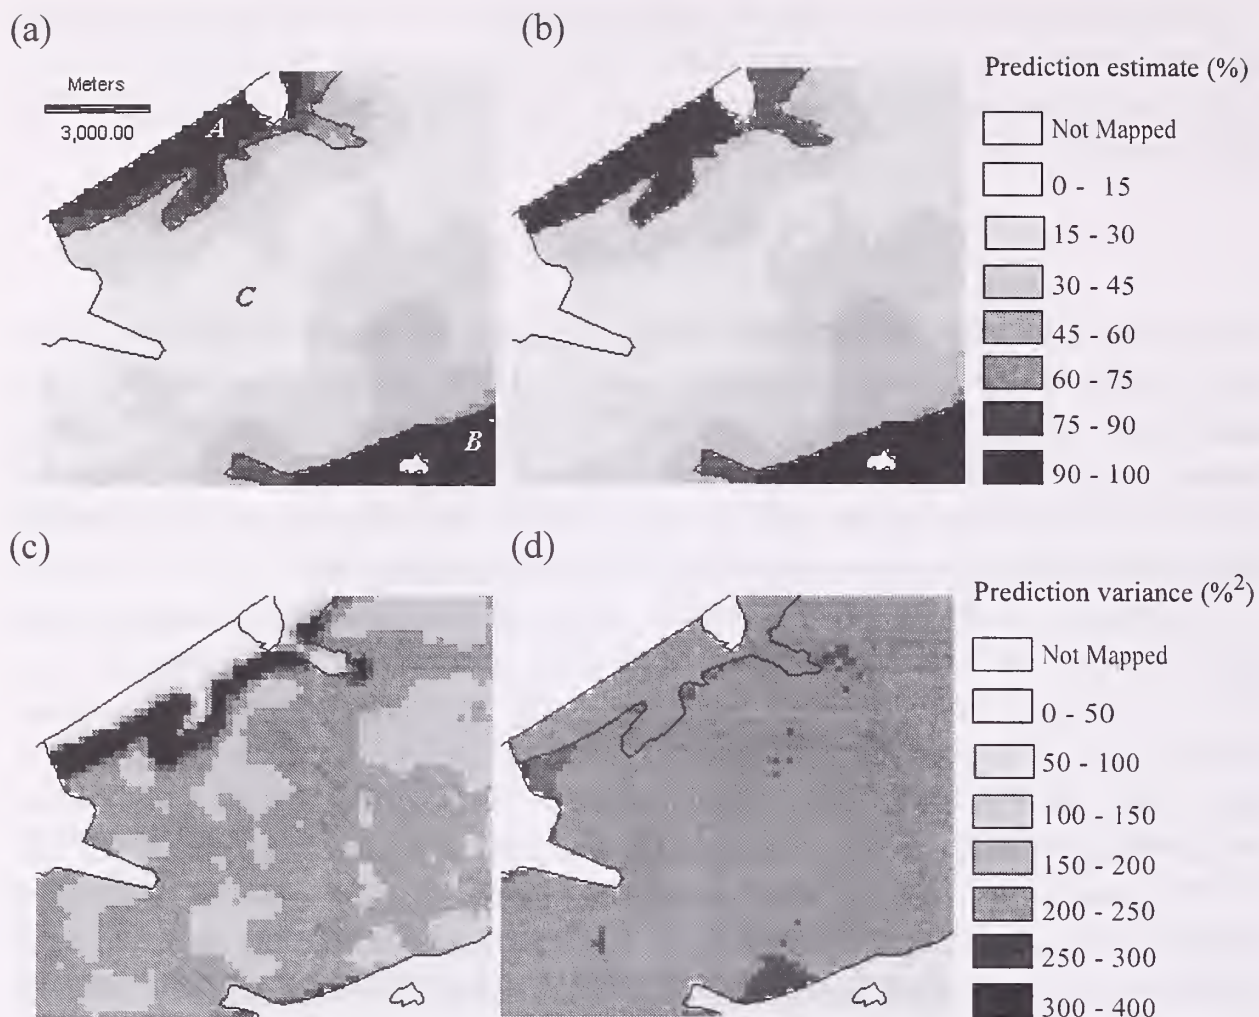 (a)
(b)
Meters
3,000.00
A
C
B
Prediction estimate (%)
Not Mapped
0 - 15
15 - 30
30 - 45
45 - 60
60 - 75
75 - 90
90 - 100
(c)
(d)
Prediction variance (%²)
Not Mapped
0 - 50
50 - 100
100 - 150
150 - 200
200 - 250
250 - 300
300 - 400